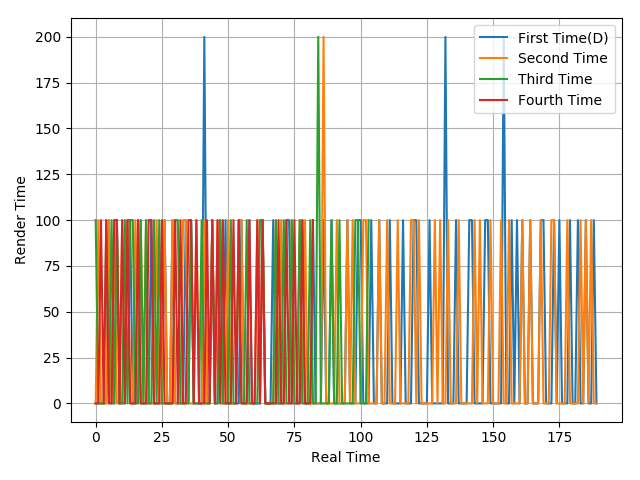 200
175
150
125
100
75
50
25
0
Render Time
0 25 50 75 100 125 150 175
Real Time
First Time(D)
Second Time
Third Time
Fourth Time